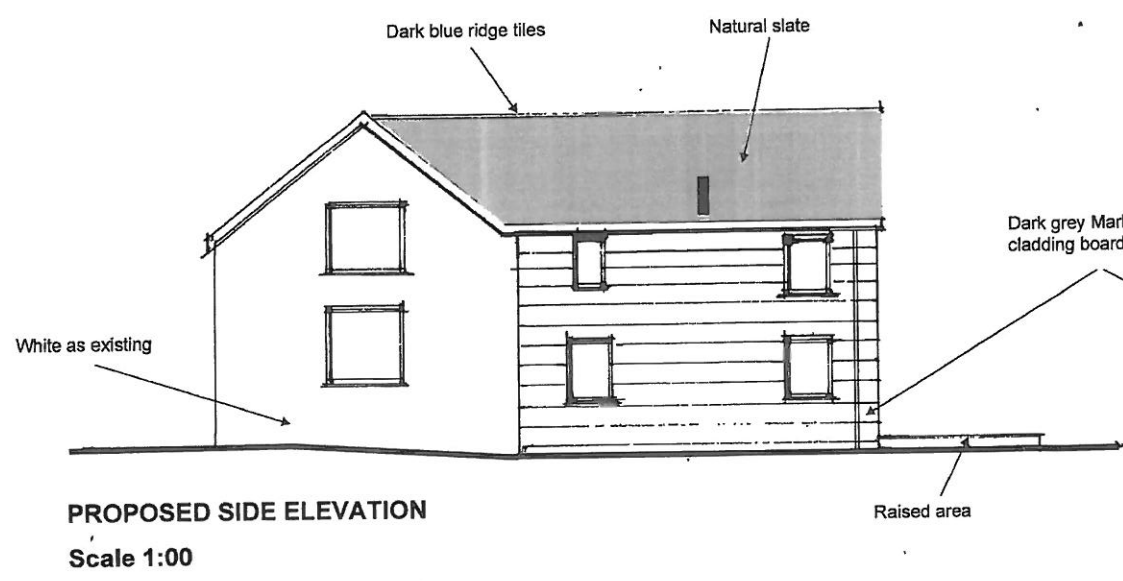 Dark blue ridge tiles
Natural slate
Dark grey Mar
cladding board
White as existing
Raised area
PROPOSED SIDE ELEVATION
Scale 1:00